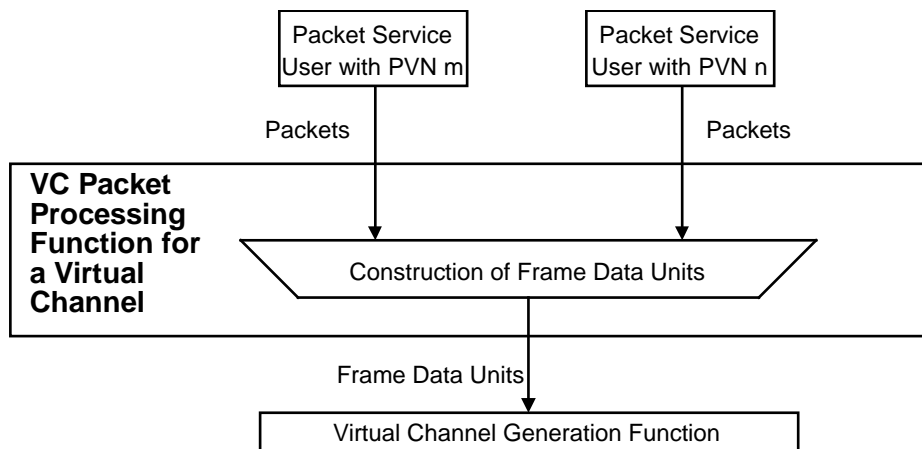 Packet Service
User with PVN m
Packet Service
User with PVN n
Packets
Packets
VC Packet
Processing
Function for
a Virtual
Channel
Construction of Frame Data Units
Frame Data Units
Virtual Channel Generation Function